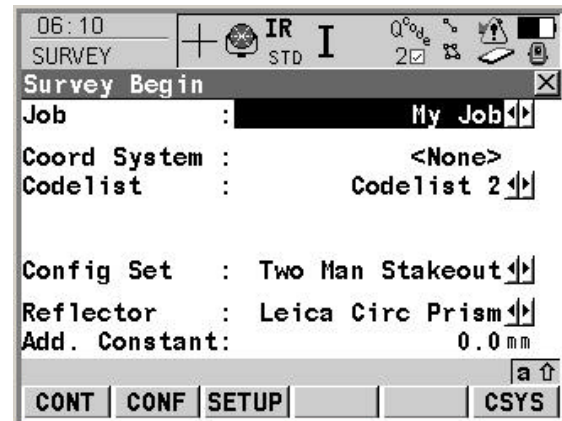 06:10
SURVEY
IR
STD
I
2
Survey Begin
Job : My Job
Coord System : <None>
Codelist : Codelist 2
Config Set : Two Man Stakeout
Reflector : Leica Circ Prism
Add. Constant: 0.0 mm
a
CONT CONF SETUP CSYS